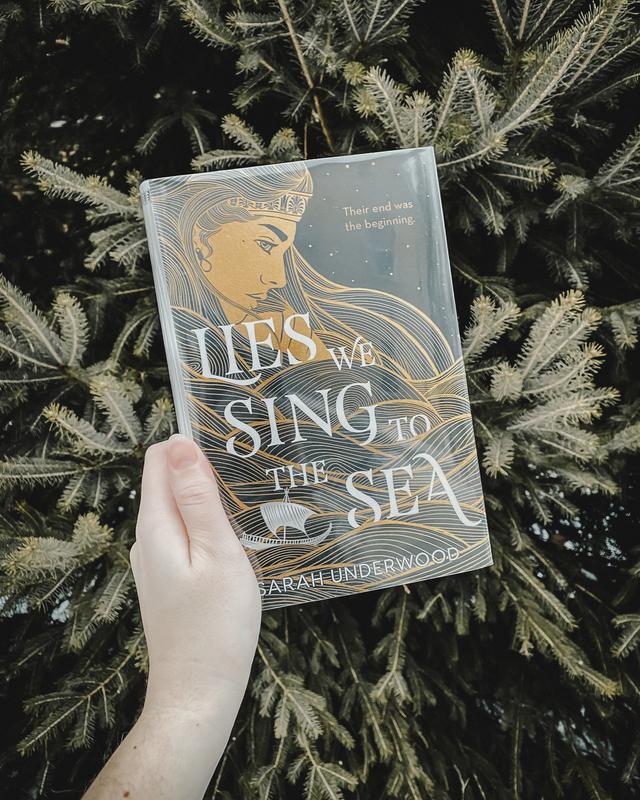 Their end was
the beginning.
LIES WE
SING TO
THE SEA
SARAH UNDERWOOD